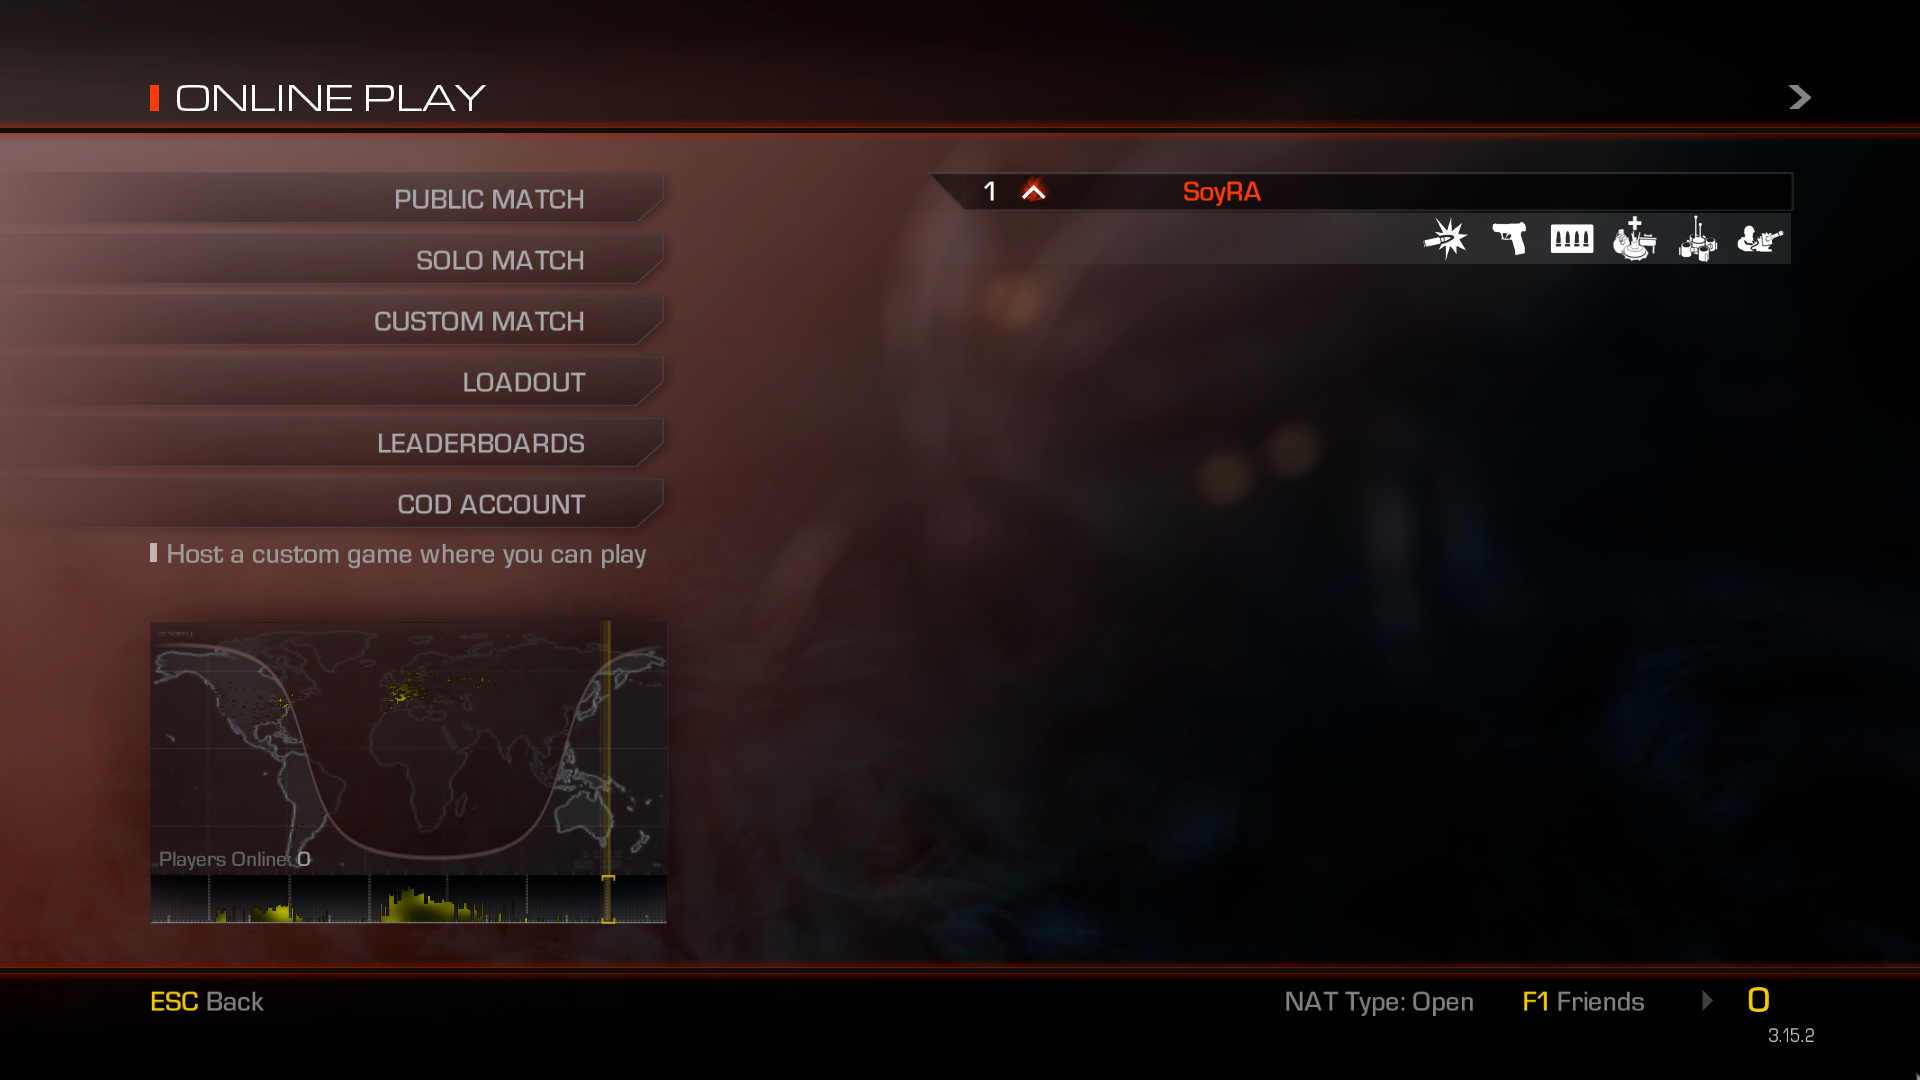 ONLINE PLAY
PUBLIC MATCH
SOLO MATCH
CUSTOM MATCH
LOADOUT
LEADERBOARDS
COD ACCOUNT
Host a custom game where you can play
Players Online: 0
1 SoyRA
ESC Back
NAT Type: Open F1 Friends 0
3.15.2